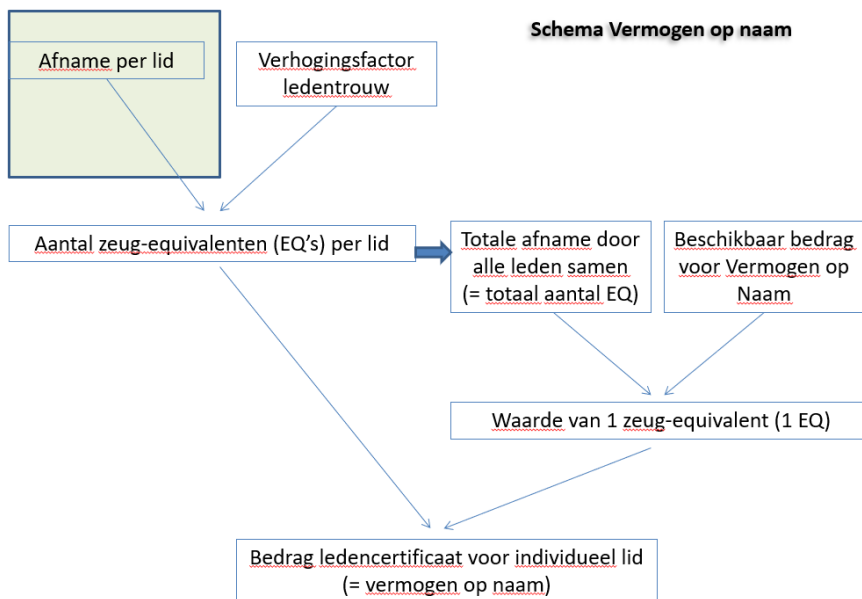 Schema Vermogen op naam
Afname per lid
Verhogingsfactor
ledentrouw
Aantal zeug-equivalenten (EQ’s) per lid
Totale afname door
alle leden samen
(= totaal aantal EQ)
Beschikbaar bedrag
voor Vermogen op
Naam
Waarde van 1 zeug-equivalent (1 EQ)
Bedrag ledencertificaat voor individueel lid
(= vermogen op naam)